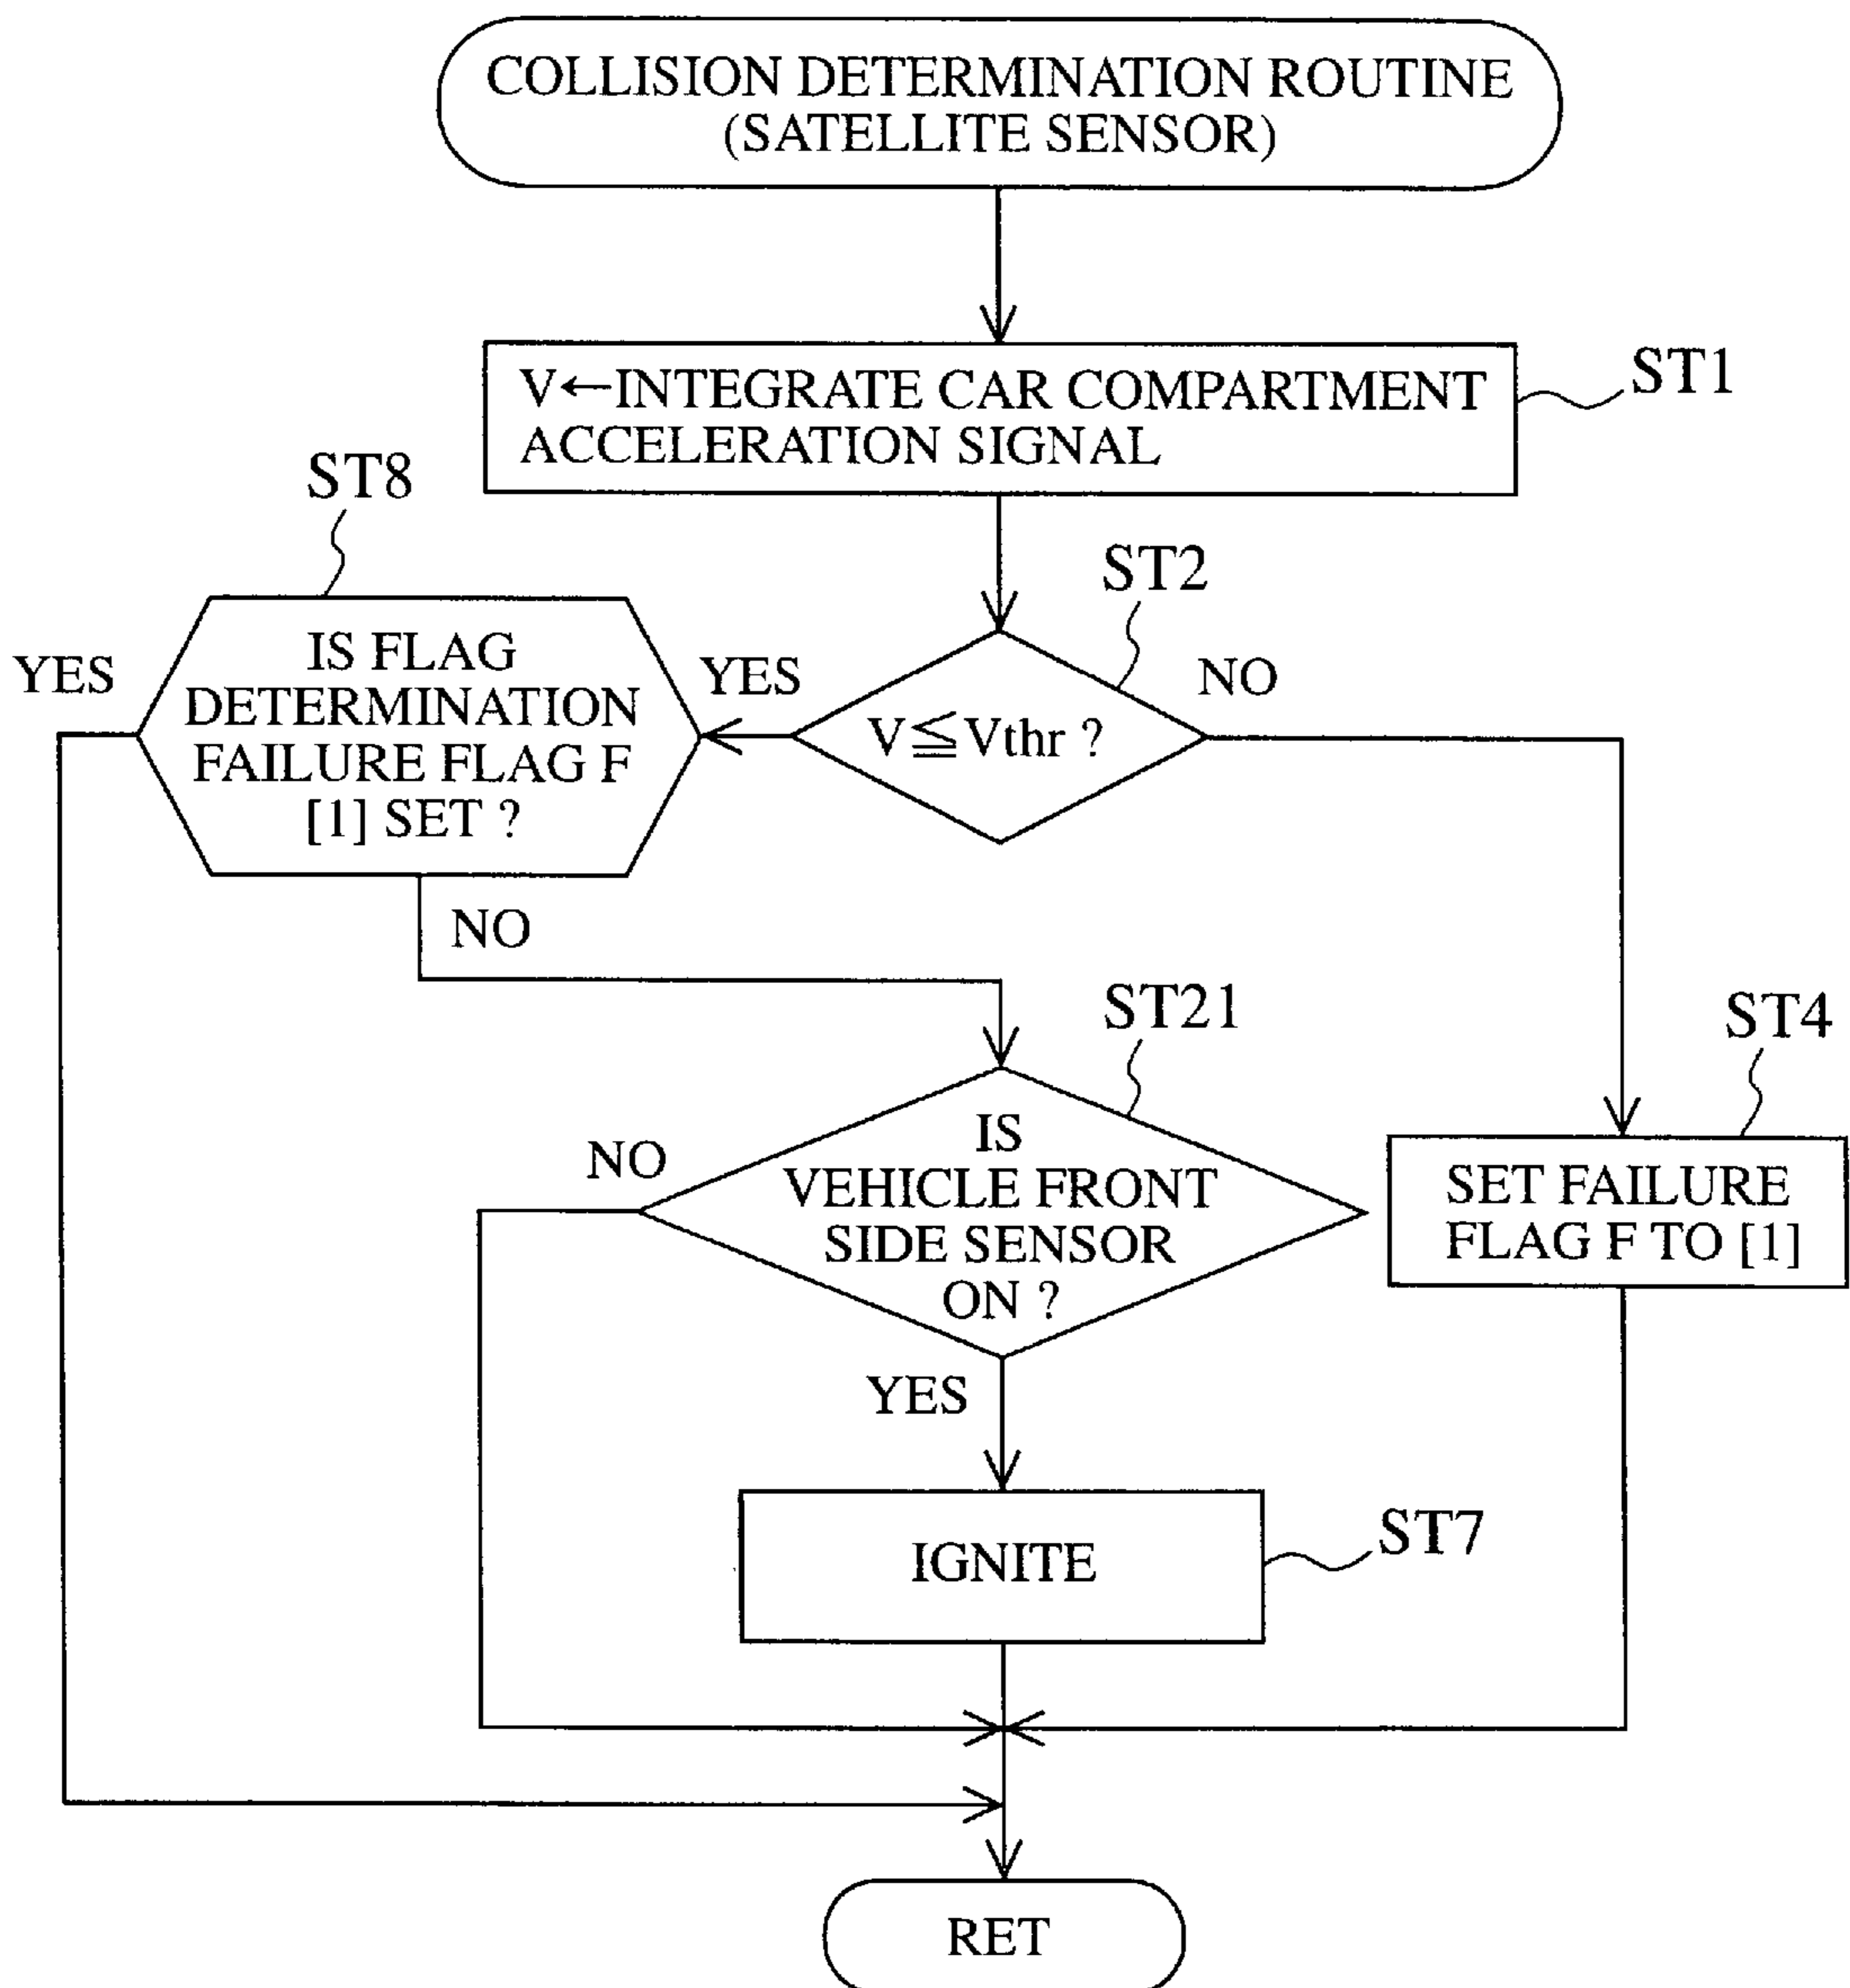 COLLISION DETERMINATION ROUTINE
(SATELLITE SENSOR)
V←INTEGRATE CAR COMPARTMENT
ACCELERATION SIGNAL
ST1
ST8
ST2
YES
IS FLAG
DETERMINATION
FAILURE FLAG F
[1] SET ?
YES
V≦Vthr ?
NO
NO
ST21
ST4
NO
IS
VEHICLE FRONT
SIDE SENSOR
ON ?
SET FAILURE
FLAG F TO [1]
YES
IGNITE
ST7
RET